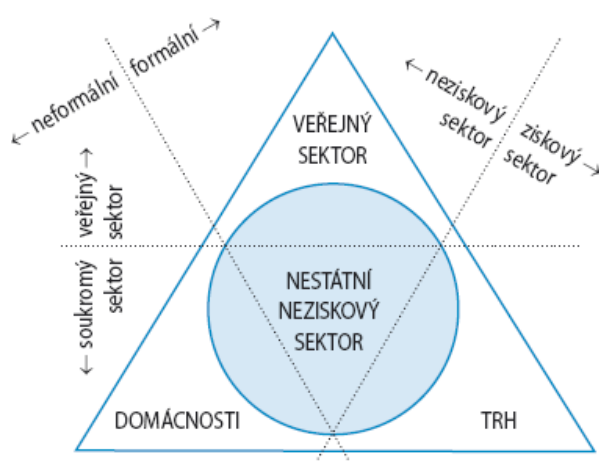 ← neformální formální →
← neziskový ziskový →
sektor sektor
VEŘEJNÝ
SEKTOR
← soukromý veřejný →
sektor sektor
NESTÁTNÍ
NEZISKOVÝ
SEKTOR
DOMÁCNOSTI
TRH